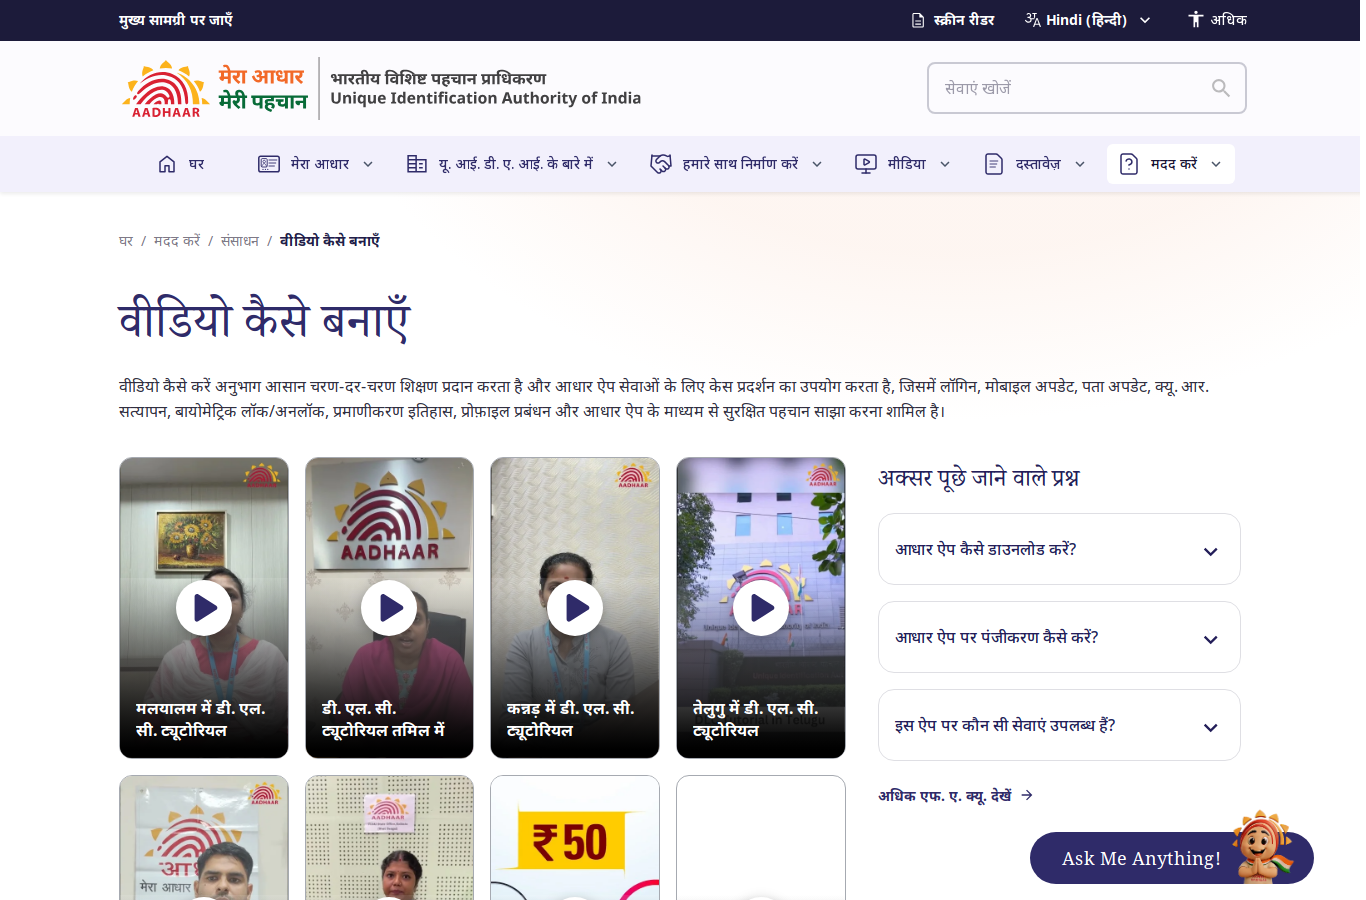 मुख्य सामग्री पर जाएँ
स्क्रीन रीडर
Hindi (हिन्दी)
अधिक
AADHAAR
मेरा आधार
मेरी पहचान
भारतीय विशिष्ट पहचान प्राधिकरण
Unique Identification Authority of India
सेवाएं खोजें
घर
मेरा आधार
यू. आई. डी. ए. आई. के बारे में
हमारे साथ निर्माण करें
मीडिया
दस्तावेज़
मदद करें
घर / मदद करें / संसाधन / वीडियो कैसे बनाएँ
वीडियो कैसे बनाएँ
वीडियो कैसे करें अनुभाग आसान चरण-दर-चरण शिक्षण प्रदान करता है और आधार ऐप सेवाओं के लिए केस प्रदर्शन का उपयोग करता है, जिसमें लॉगिन, मोबाइल अपडेट, पता अपडेट, क्यू. आर.
सत्यापन, बायोमेट्रिक लॉक/अनलॉक, प्रमाणीकरण इतिहास, प्रोफ़ाइल प्रबंधन और आधार ऐप के माध्यम से सुरक्षित पहचान साझा करना शामिल है।
AADHAAR
मलयालम में डी. एल.
सी. ट्यूटोरियल
AADHAAR
डी. एल. सी.
ट्यूटोरियल तमिल में
AADHAAR
कन्नड़ में डी. एल. सी.
ट्यूटोरियल
AADHAAR
तेलुगु में डी. एल. सी.
ट्यूटोरियल
AADHAAR
मेरा आधार
AADHAAR
₹50
अक्सर पूछे जाने वाले प्रश्न
आधार ऐप कैसे डाउनलोड करें?
आधार ऐप पर पंजीकरण कैसे करें?
इस ऐप पर कौन सी सेवाएं उपलब्ध हैं?
अधिक एफ. ए. क्यू. देखें
Ask Me Anything!